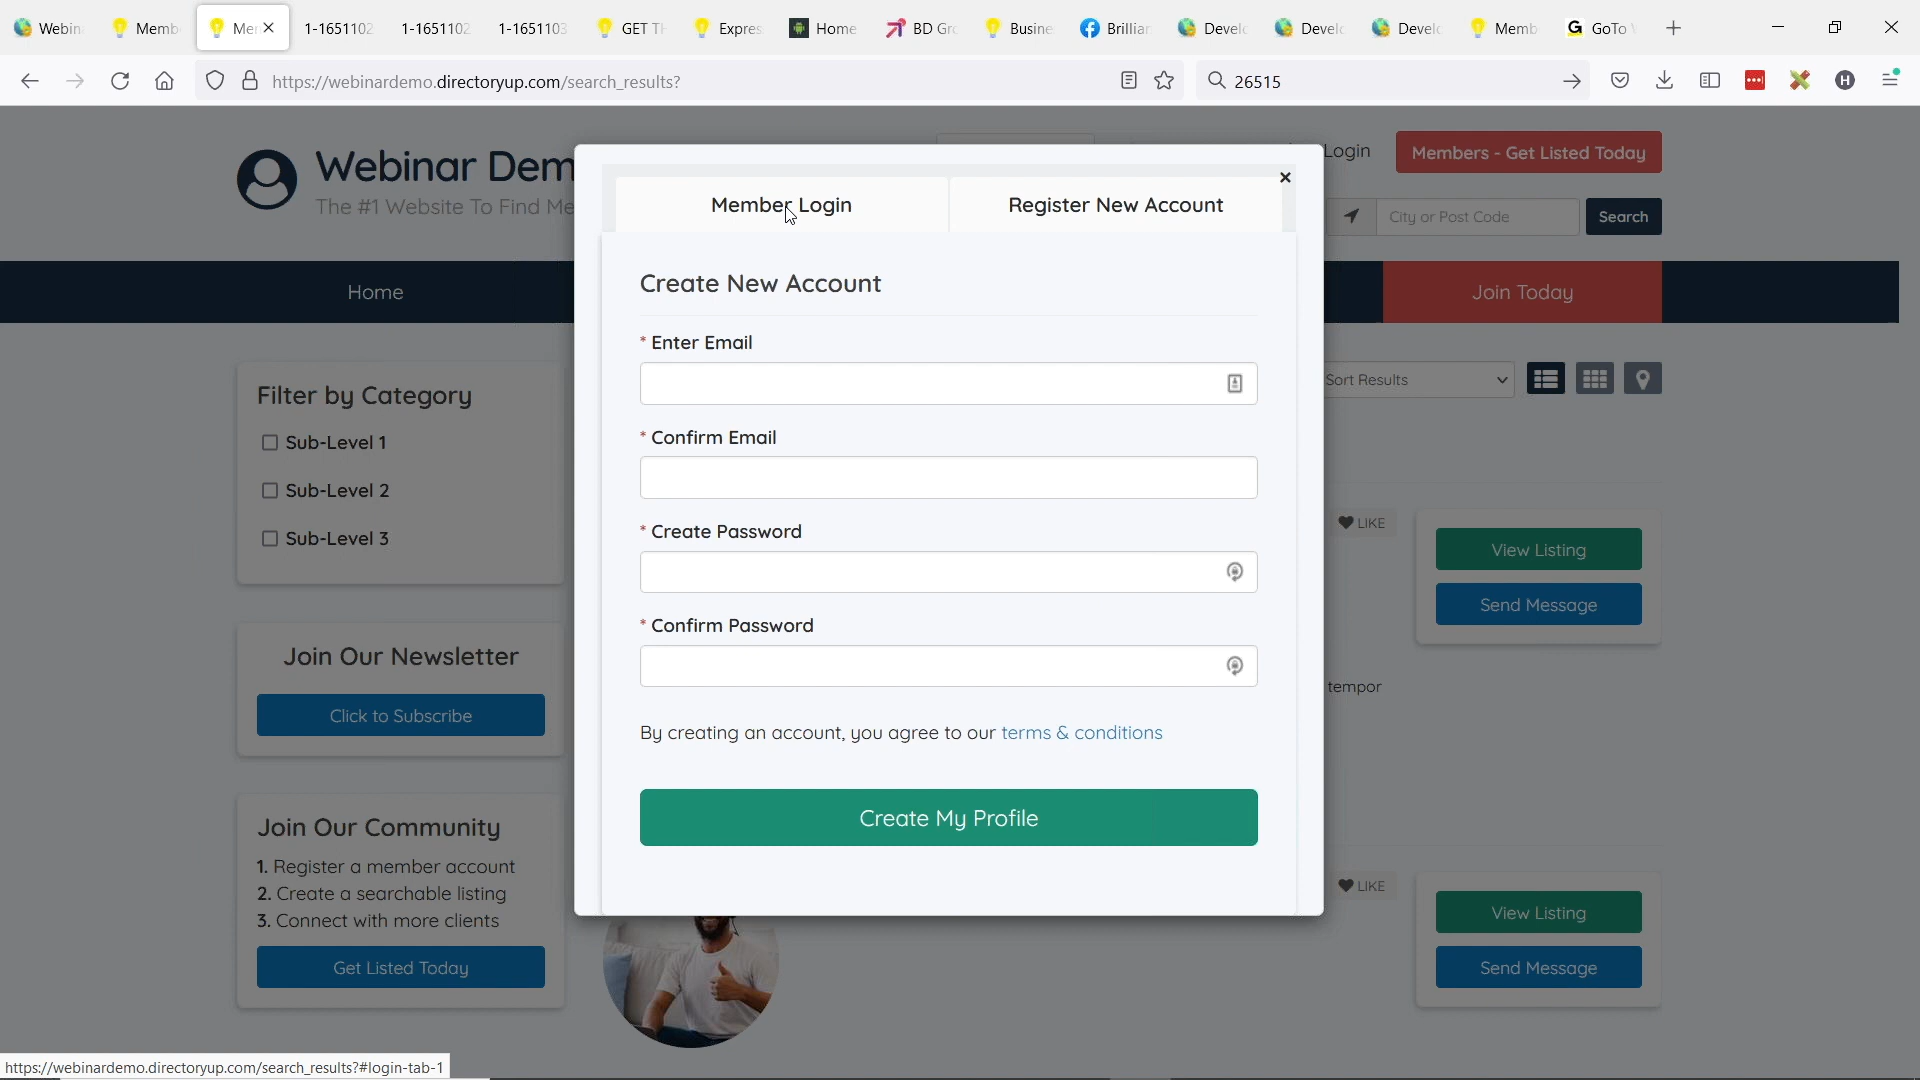 Webin
Memb
Me
1-1651102
1-1651102
1-1651103
GET TH
Expres
Home
BD Gro
Busine
Brillian
Develo
Develo
Develo
Memb
GoTo
https://webinardemo.directoryup.com/search_results?
26515
Webinar Dem
The #1 Website To Find Me
Login
Members - Get Listed Today
City or Post Code
Search
Home
Join Today
Member Login
Register New Account
Create New Account
* Enter Email
* Confirm Email
* Create Password
* Confirm Password
By creating an account, you agree to our terms & conditions
Create My Profile
Filter by Category
Sub-Level 1
Sub-Level 2
Sub-Level 3
Join Our Newsletter
Click to Subscribe
Join Our Community
1. Register a member account
2. Create a searchable listing
3. Connect with more clients
Get Listed Today
Sort Results
LIKE
View Listing
Send Message
tempor
LIKE
View Listing
Send Message
https://webinardemo.directoryup.com/search_results?#login-tab-1